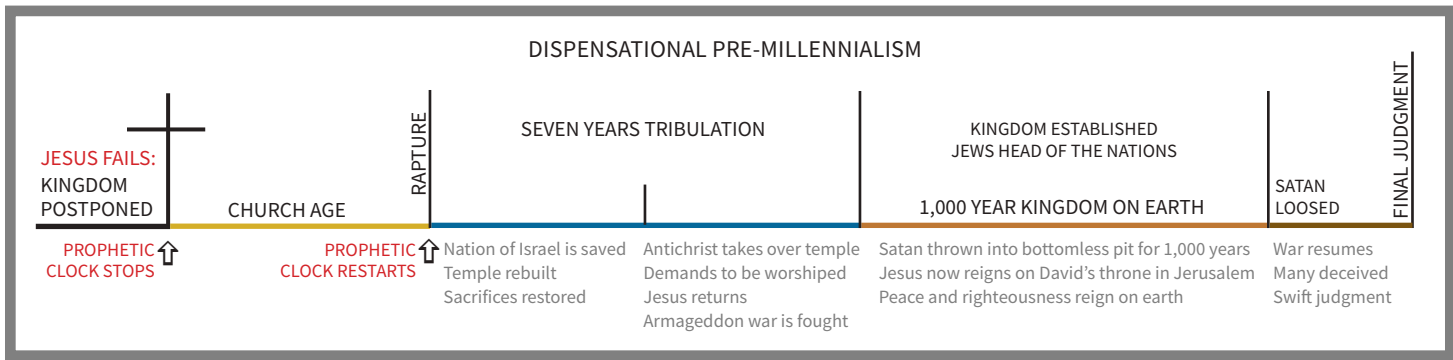 DISPENSATIONAL PRE-MILLENNIALISM
JESUS FAILS:
KINGDOM
POSTPONED
PROPHETIC
CLOCK STOPS
CHURCH AGE
RAPTURE
PROPHETIC
CLOCK RESTARTS
SEVEN YEARS TRIBULATION
Nation of Israel is saved
Temple rebuilt
Sacrifices restored
Antichrist takes over temple
Demands to be worshiped
Jesus returns
Armageddon war is fought
KINGDOM ESTABLISHED
JEWS HEAD OF THE NATIONS
1,000 YEAR KINGDOM ON EARTH
Satan thrown into bottomless pit for 1,000 years
Jesus now reigns on David’s throne in Jerusalem
Peace and righteousness reign on earth
SATAN
LOOSED
War resumes
Many deceived
Swift judgment
FINAL JUDGMENT